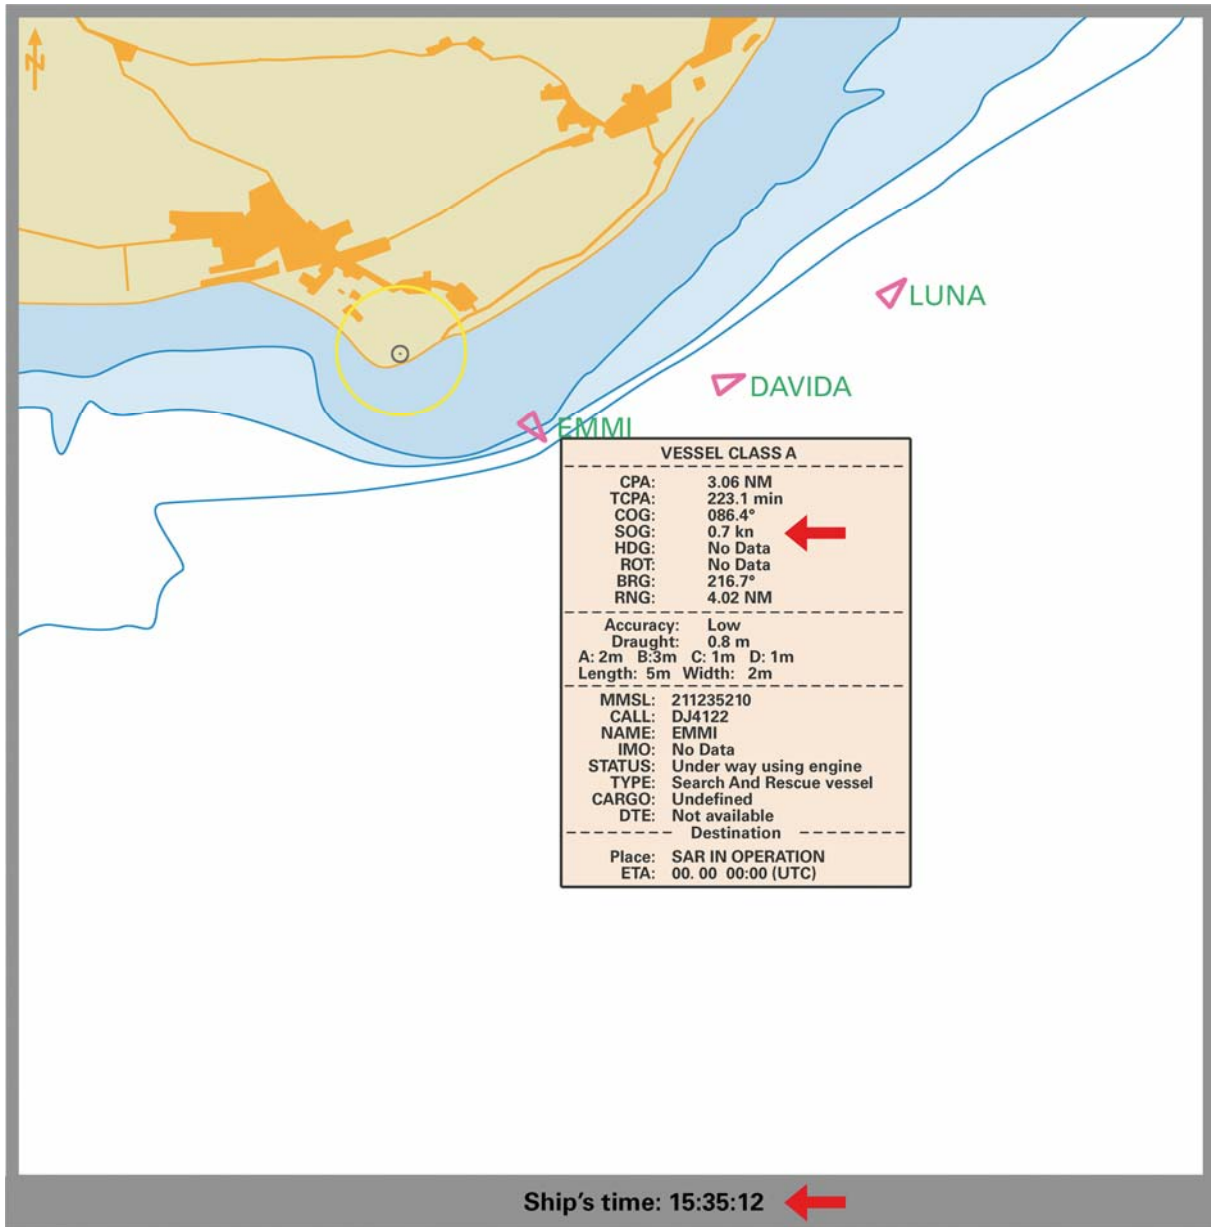 N
LUNA
DAVIDA
EMMI
VESSEL CLASS A
CPA: 3.06 NM
TCPA: 223.1 min
COG: 086.4°
SOG: 0.7 kn
HDG: No Data
ROT: No Data
BRG: 216.7°
RNG: 4.02 NM
Accuracy: Low
Draught: 0.8 m
A: 2m B:3m C: 1m D: 1m
Length: 5m Width: 2m
MMSL: 211235210
CALL: DJ4122
NAME: EMMI
IMO: No Data
STATUS: Under way using engine
TYPE: Search And Rescue vessel
CARGO: Undefined
DTE: Not available
Destination
Place: SAR IN OPERATION
ETA: 00. 00 00:00 (UTC)
Ship's time: 15:35:12